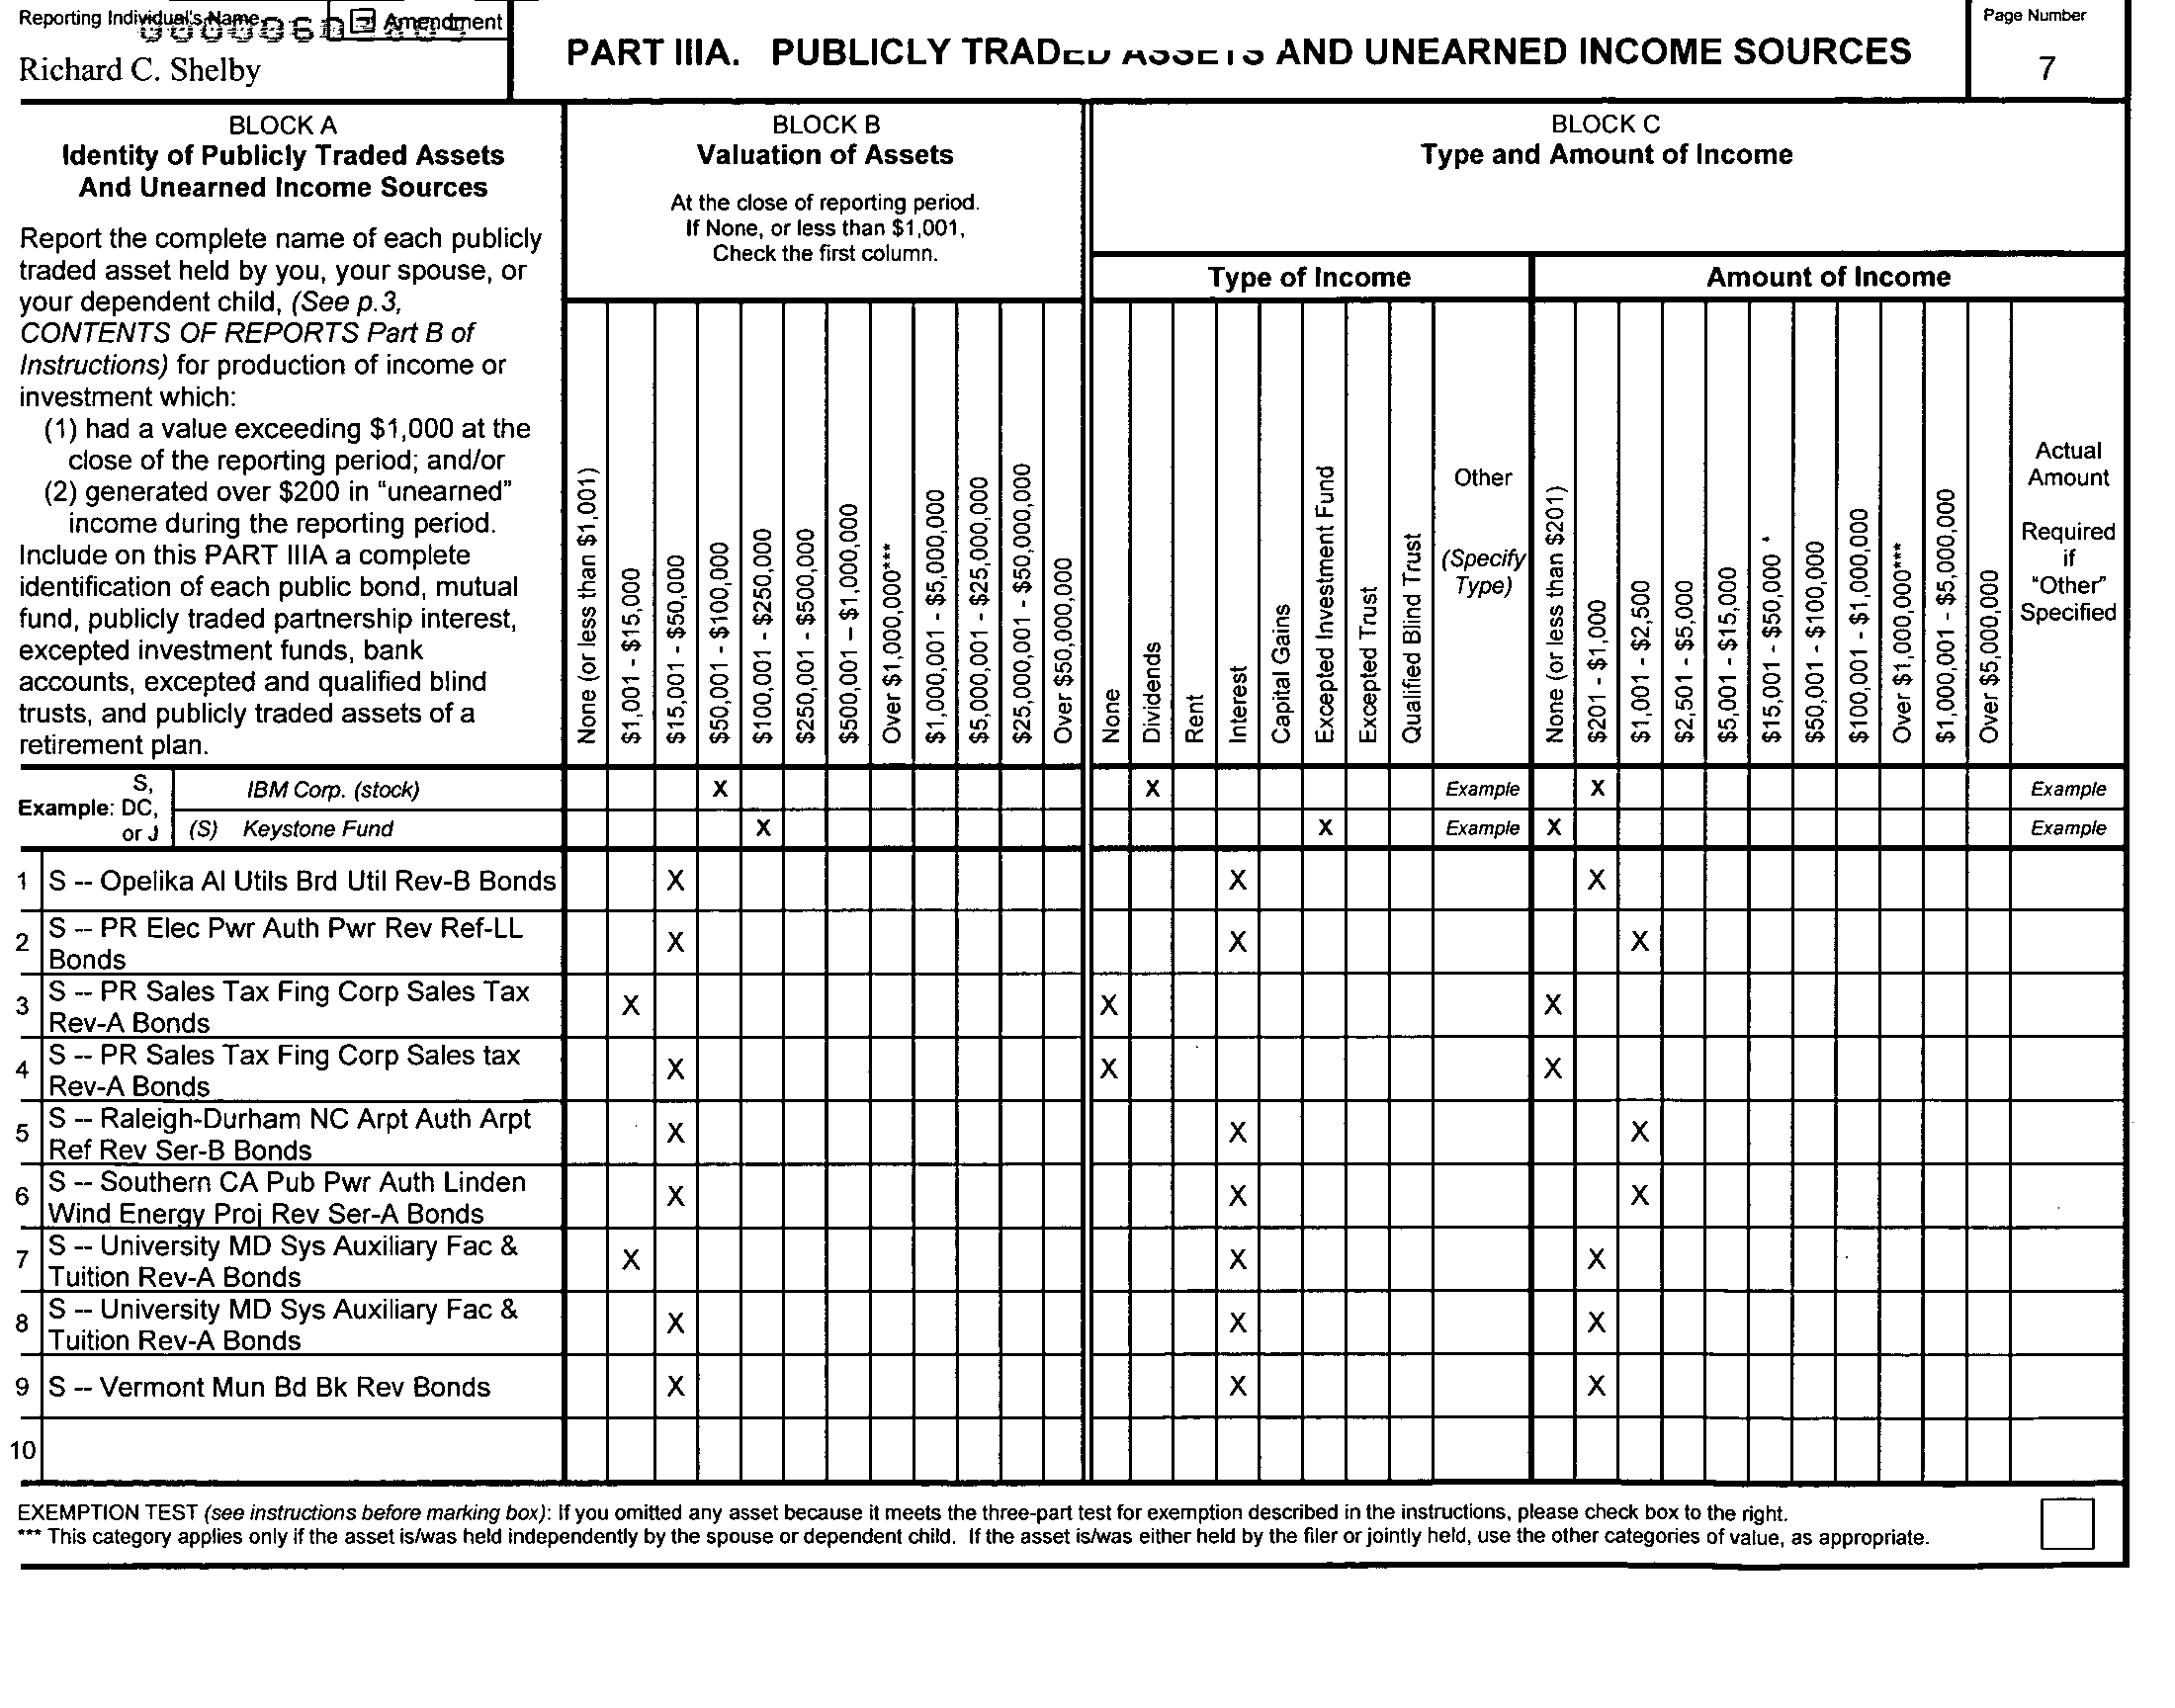 Reporting Individual's Name
Amendment
Richard C. Shelby
PART IIIA. PUBLICLY TRADED ASSETS AND UNEARNED INCOME SOURCES
Page Number
7
BLOCK A
Identity of Publicly Traded Assets
And Unearned Income Sources
Report the complete name of each publicly
traded asset held by you, your spouse, or
your dependent child, (See p.3,
CONTENTS OF REPORTS Part B of
Instructions) for production of income or
investment which:
(1) had a value exceeding $1,000 at the
close of the reporting period; and/or
(2) generated over $200 in "unearned"
income during the reporting period.
Include on this PART IIIA a complete
identification of each public bond, mutual
fund, publicly traded partnership interest,
excepted investment funds, bank
accounts, excepted and qualified blind
trusts, and publicly traded assets of a
retirement plan.
BLOCK B
Valuation of Assets
At the close of reporting period.
If None, or less than $1,001,
Check the first column.
None (or less than $1,001)
$1,001 - $15,000
$15,001 - $50,000
$50,001 - $100,000
$100,001 - $250,000
$250,001 - $500,000
$500,001 – $1,000,000
Over $1,000,000***
$1,000,001 - $5,000,000
$5,000,001 - $25,000,000
$25,000,001 - $50,000,000
Over $50,000,000
BLOCK C
Type and Amount of Income
Type of Income
None
Dividends
Rent
Interest
Capital Gains
Excepted Investment Fund
Excepted Trust
Qualified Blind Trust
Other
(Specify
Type)
Amount of Income
None (or less than $201)
$201 - $1,000
$1,001 - $2,500
$2,501 - $5,000
$5,001 - $15,000
$15,001 - $50,000
$50,001 - $100,000
$100,001 - $1,000,000
Over $1,000,000***
$1,000,001 - $5,000,000
Over $5,000,000
Actual
Amount
Required
if
"Other"
Specified
Example: S, DC, or J
IBM Corp. (stock) X X Example X Example
(S) Keystone Fund X X Example X Example
1 S -- Opelika Al Utils Brd Util Rev-B Bonds X X X
2 S -- PR Elec Pwr Auth Pwr Rev Ref-LL
Bonds X X X
3 S -- PR Sales Tax Fing Corp Sales Tax
Rev-A Bonds X X X
4 S -- PR Sales Tax Fing Corp Sales tax
Rev-A Bonds X X X
5 S -- Raleigh-Durham NC Arpt Auth Arpt
Ref Rev Ser-B Bonds X X X
6 S -- Southern CA Pub Pwr Auth Linden
Wind Energy Proj Rev Ser-A Bonds X X X
7 S -- University MD Sys Auxiliary Fac &
Tuition Rev-A Bonds X X X
8 S -- University MD Sys Auxiliary Fac &
Tuition Rev-A Bonds X X X
9 S -- Vermont Mun Bd Bk Rev Bonds X X X
10
EXEMPTION TEST (see instructions before marking box): If you omitted any asset because it meets the three-part test for exemption described in the instructions, please check box to the right.
*** This category applies only if the asset is/was held independently by the spouse or dependent child. If the asset is/was either held by the filer or jointly held, use the other categories of value, as appropriate.